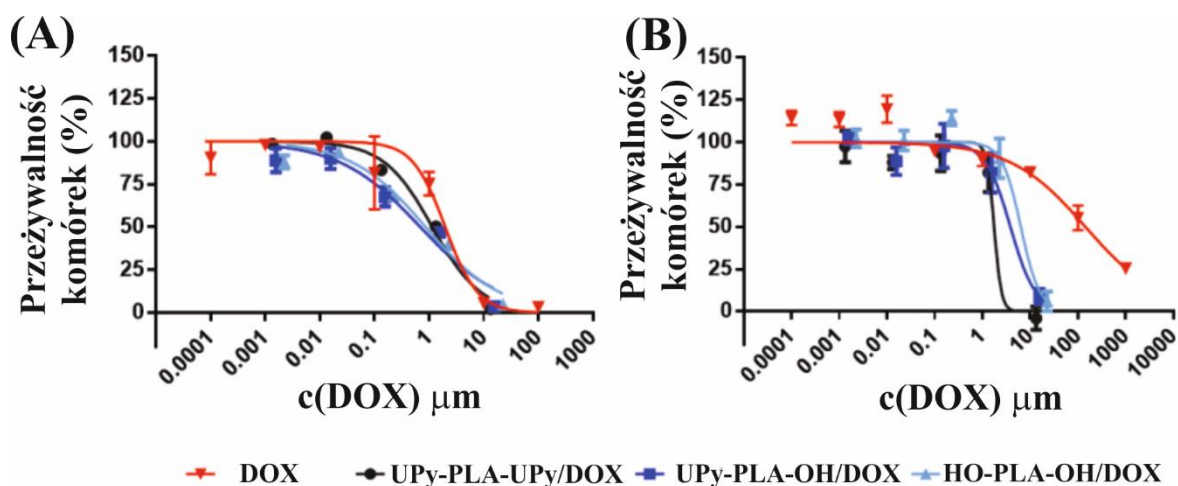 (A)
Przeżywalność
komórek (%)
150
125
100
75
50
25
0
0.0001
0.001
0.01
0.1
1
10
100
1000
c(DOX) μm
(B)
Przeżywalność
komórek (%)
150
125
100
75
50
25
0
0.0001
0.001
0.01
0.1
1
10
100
1000
10000
c(DOX) μm
DOX
UPy-PLA-UPy/DOX
UPy-PLA-OH/DOX
HO-PLA-OH/DOX